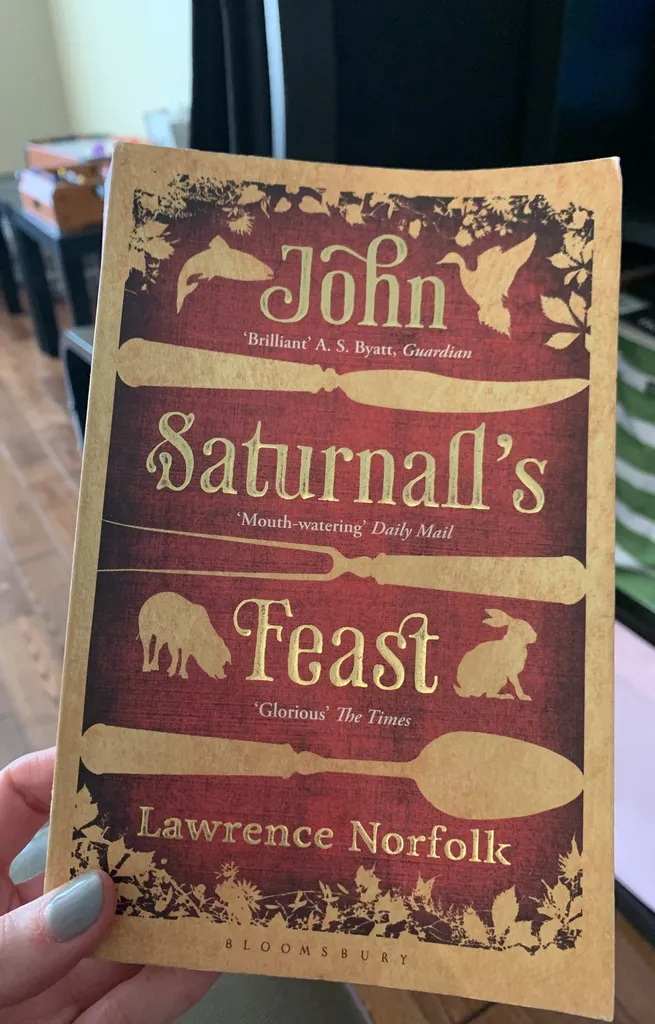 John
‘Brilliant’ A. S. Byatt, Guardian
Saturnall’s
‘Mouth-watering’ Daily Mail
Feast
‘Glorious’ The Times
Lawrence Norfolk
BLOOMSBURY